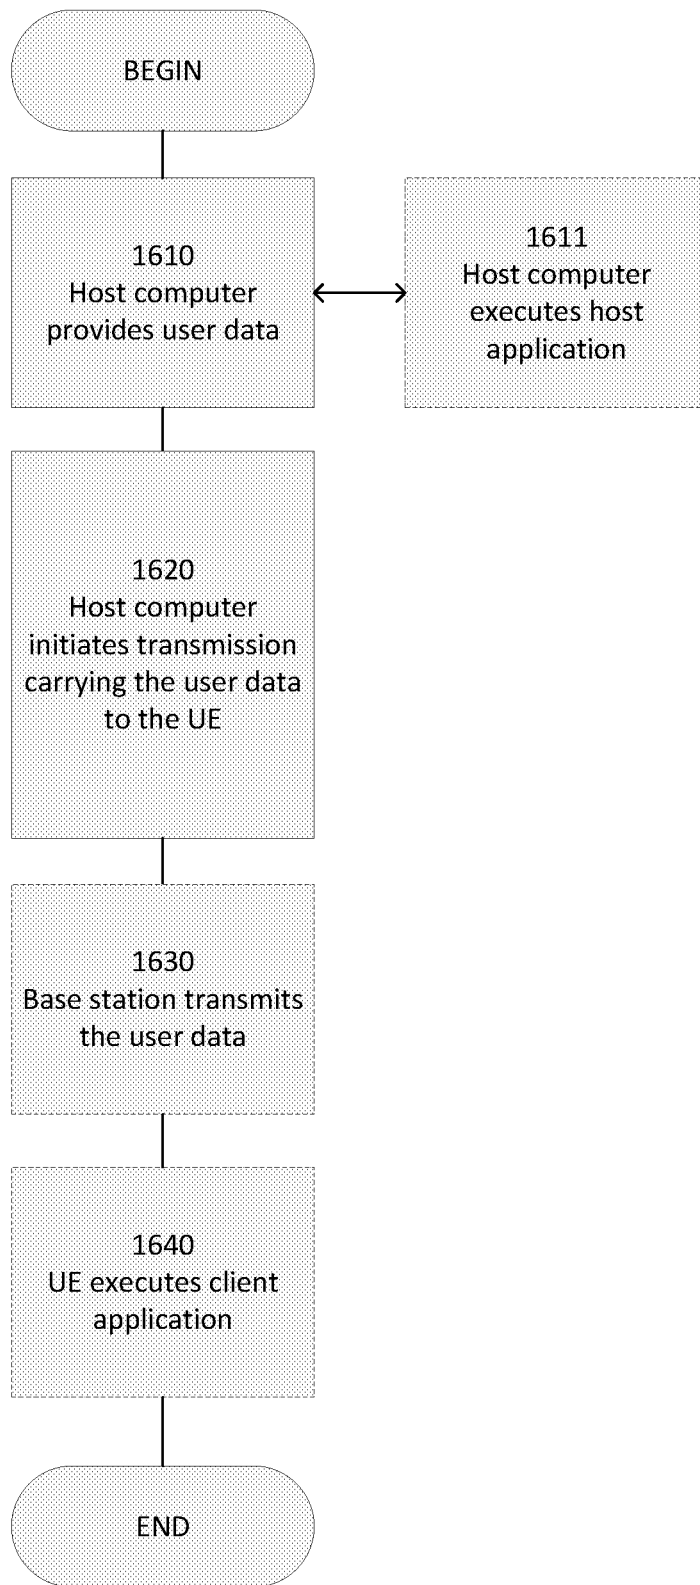 BEGIN
1610
Host computer
provides user data
1611
Host computer
executes host
application
1620
Host computer
initiates transmission
carrying the user data
to the UE
1630
Base station transmits
the user data
1640
UE executes client
application
END